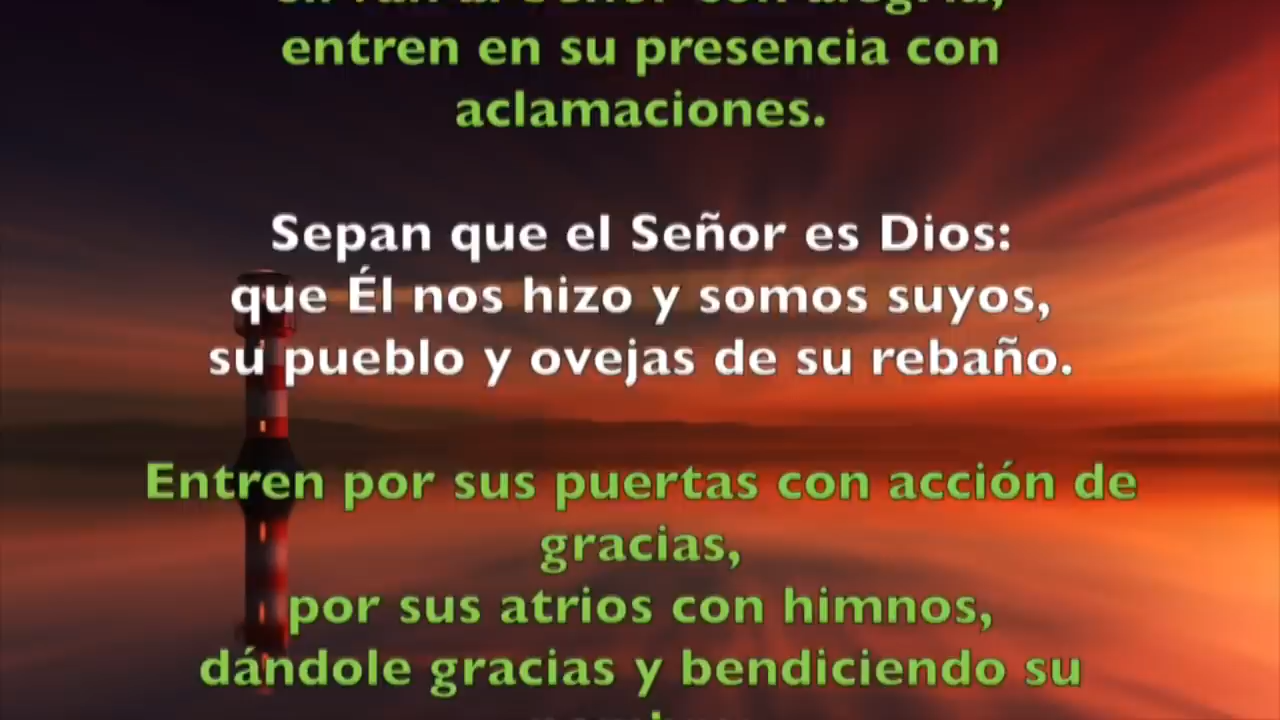 entren en su presencia con
aclamaciones.
Sepan que el Señor es Dios:
que Él nos hizo y somos suyos,
su pueblo y ovejas de su rebaño.
Entren por sus puertas con acción de
gracias,
por sus atrios con himnos,
dándole gracias y bendiciendo su